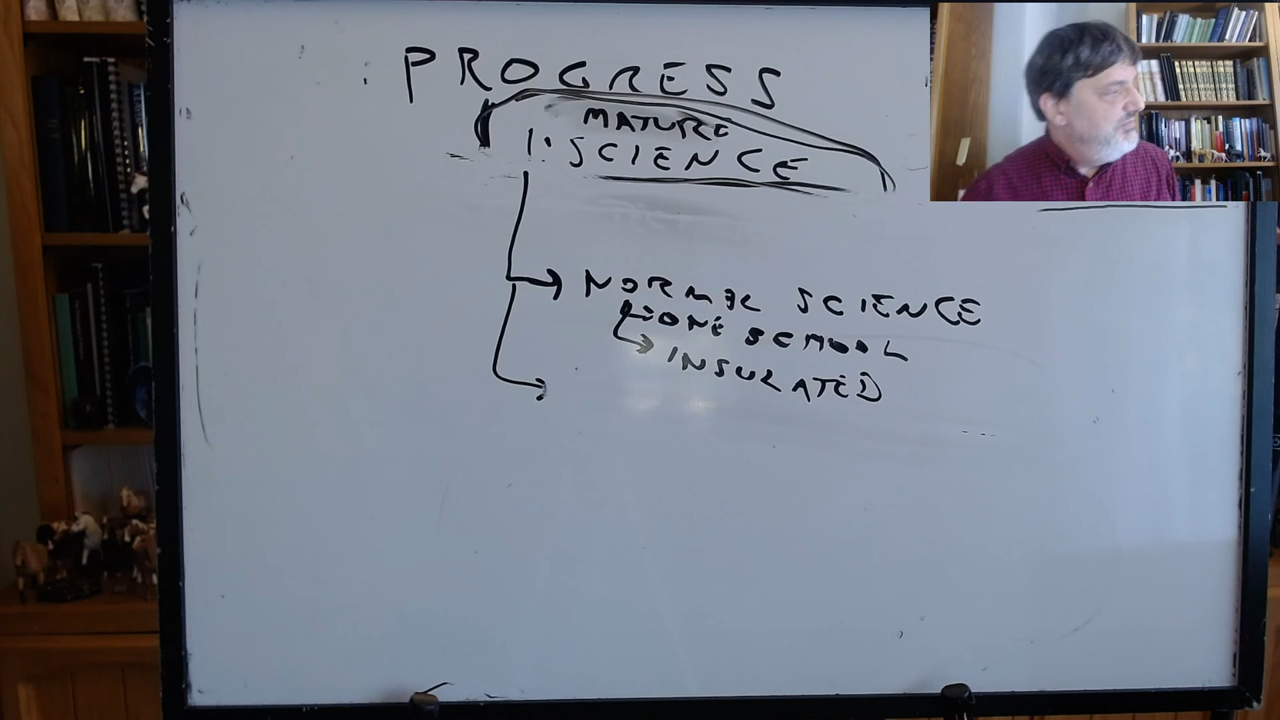 PROGRESS
MATURE
1. SCIENCE
NORMAL SCIENCE
ONE SCHOOL
INSULATED